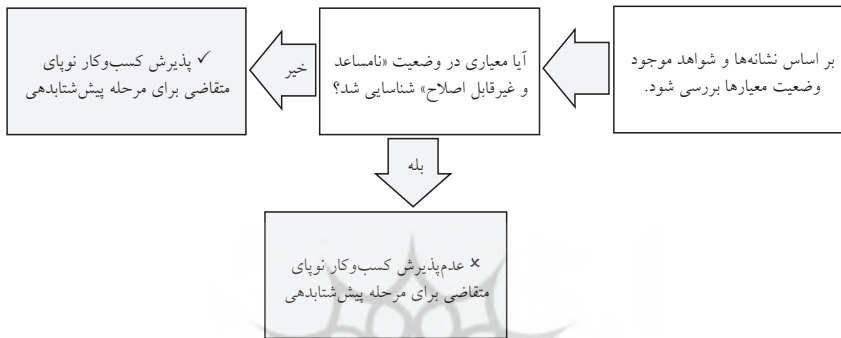 بر اساس نشانه‌ها و شواهد موجود
وضعیت معیارها بررسی شود.
آیا معیاری در وضعیت «نامساعد
و غیرقابل اصلاح» شناسایی شد؟
خیر
✓ پذیرش کسب‌وکار نوپای
متقاضی برای مرحله پیش‌شتابدهی
بله
× عدم‌پذیرش کسب‌وکار نوپای
متقاضی برای مرحله پیش‌شتابدهی